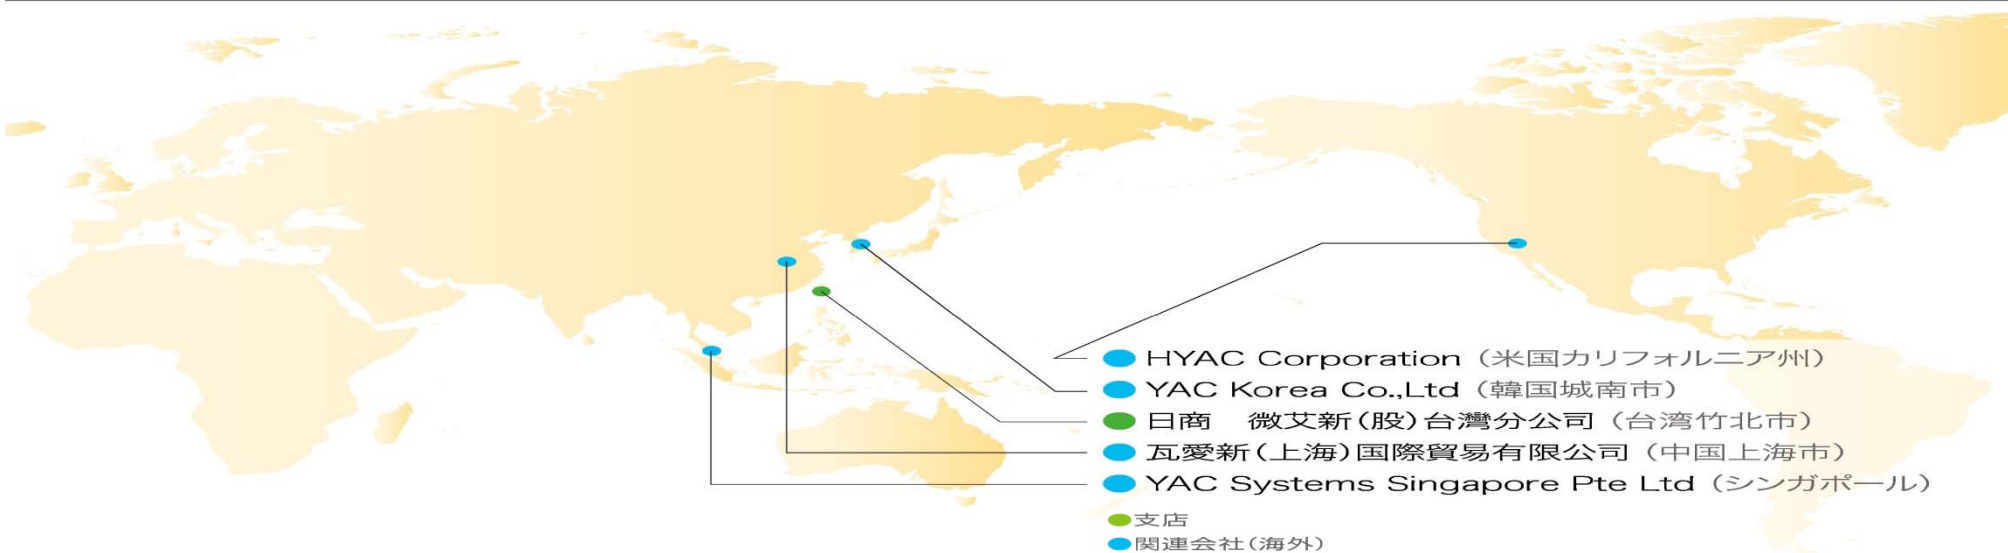 HYAC Corporation（米国カリフォルニア州）
YAC Korea Co.,Ltd（韓国城南市）
日商　微艾新(股)台灣分公司（台湾竹北市）
瓦愛新(上海)国際貿易有限公司（中国上海市）
YAC Systems Singapore Pte Ltd（シンガポール）
支店
関連会社(海外)